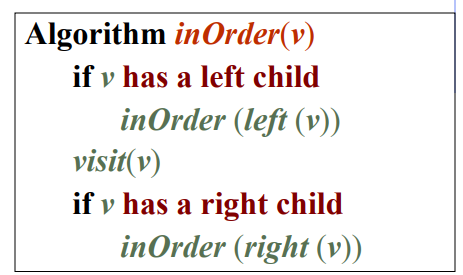 Algorithm inOrder(v)
if v has a left child
inOrder (left (v))
visit(v)
if v has a right child
inOrder (right (v))